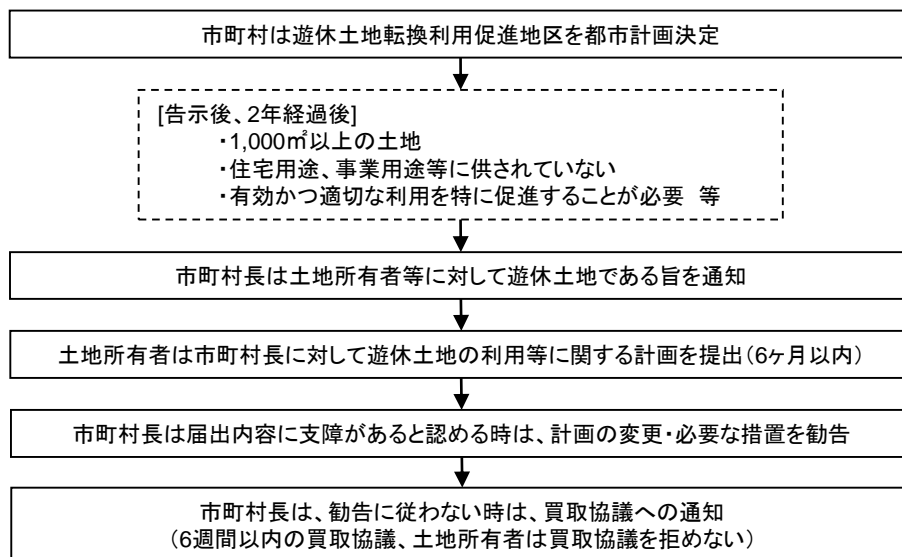 市町村は遊休土地転換利用促進地区を都市計画決定
[告示後、2年経過後]
・1,000㎡以上の土地
・住宅用途、事業用途等に供されていない
・有効かつ適切な利用を特に促進することが必要 等
市町村長は土地所有者等に対して遊休土地である旨を通知
土地所有者は市町村長に対して遊休土地の利用等に関する計画を提出(6ヶ月以内)
市町村長は届出内容に支障があると認める時は、計画の変更・必要な措置を勧告
市町村長は、勧告に従わない時は、買取協議への通知
(6週間以内の買取協議、土地所有者は買取協議を拒めない)